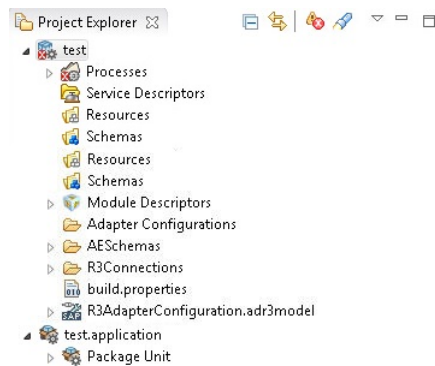 Project Explorer
test
Processes
Service Descriptors
Resources
Schemas
Resources
Schemas
Module Descriptors
Adapter Configurations
AESchemas
R3Connections
build.properties
SAP R3AdapterConfiguration.adr3model
test.application
Package Unit